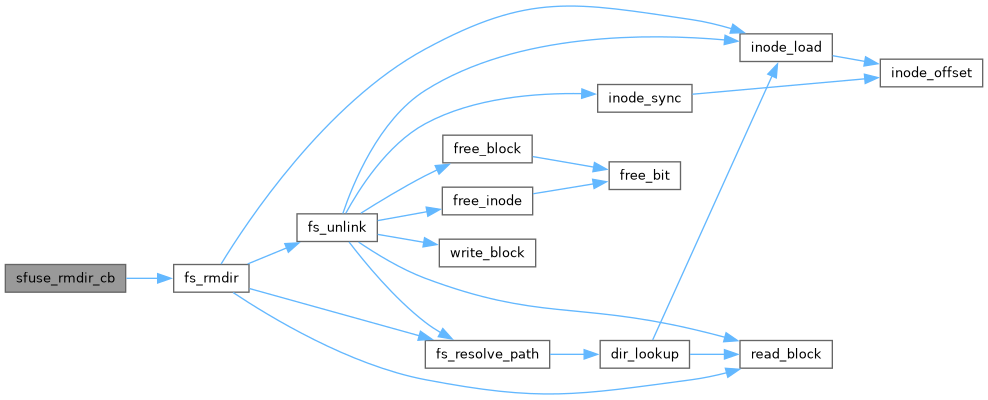 sfuse_rmdir_cb
fs_rmdir
fs_unlink
inode_load
inode_offset
inode_sync
free_block
free_bit
free_inode
write_block
fs_resolve_path
dir_lookup
read_block